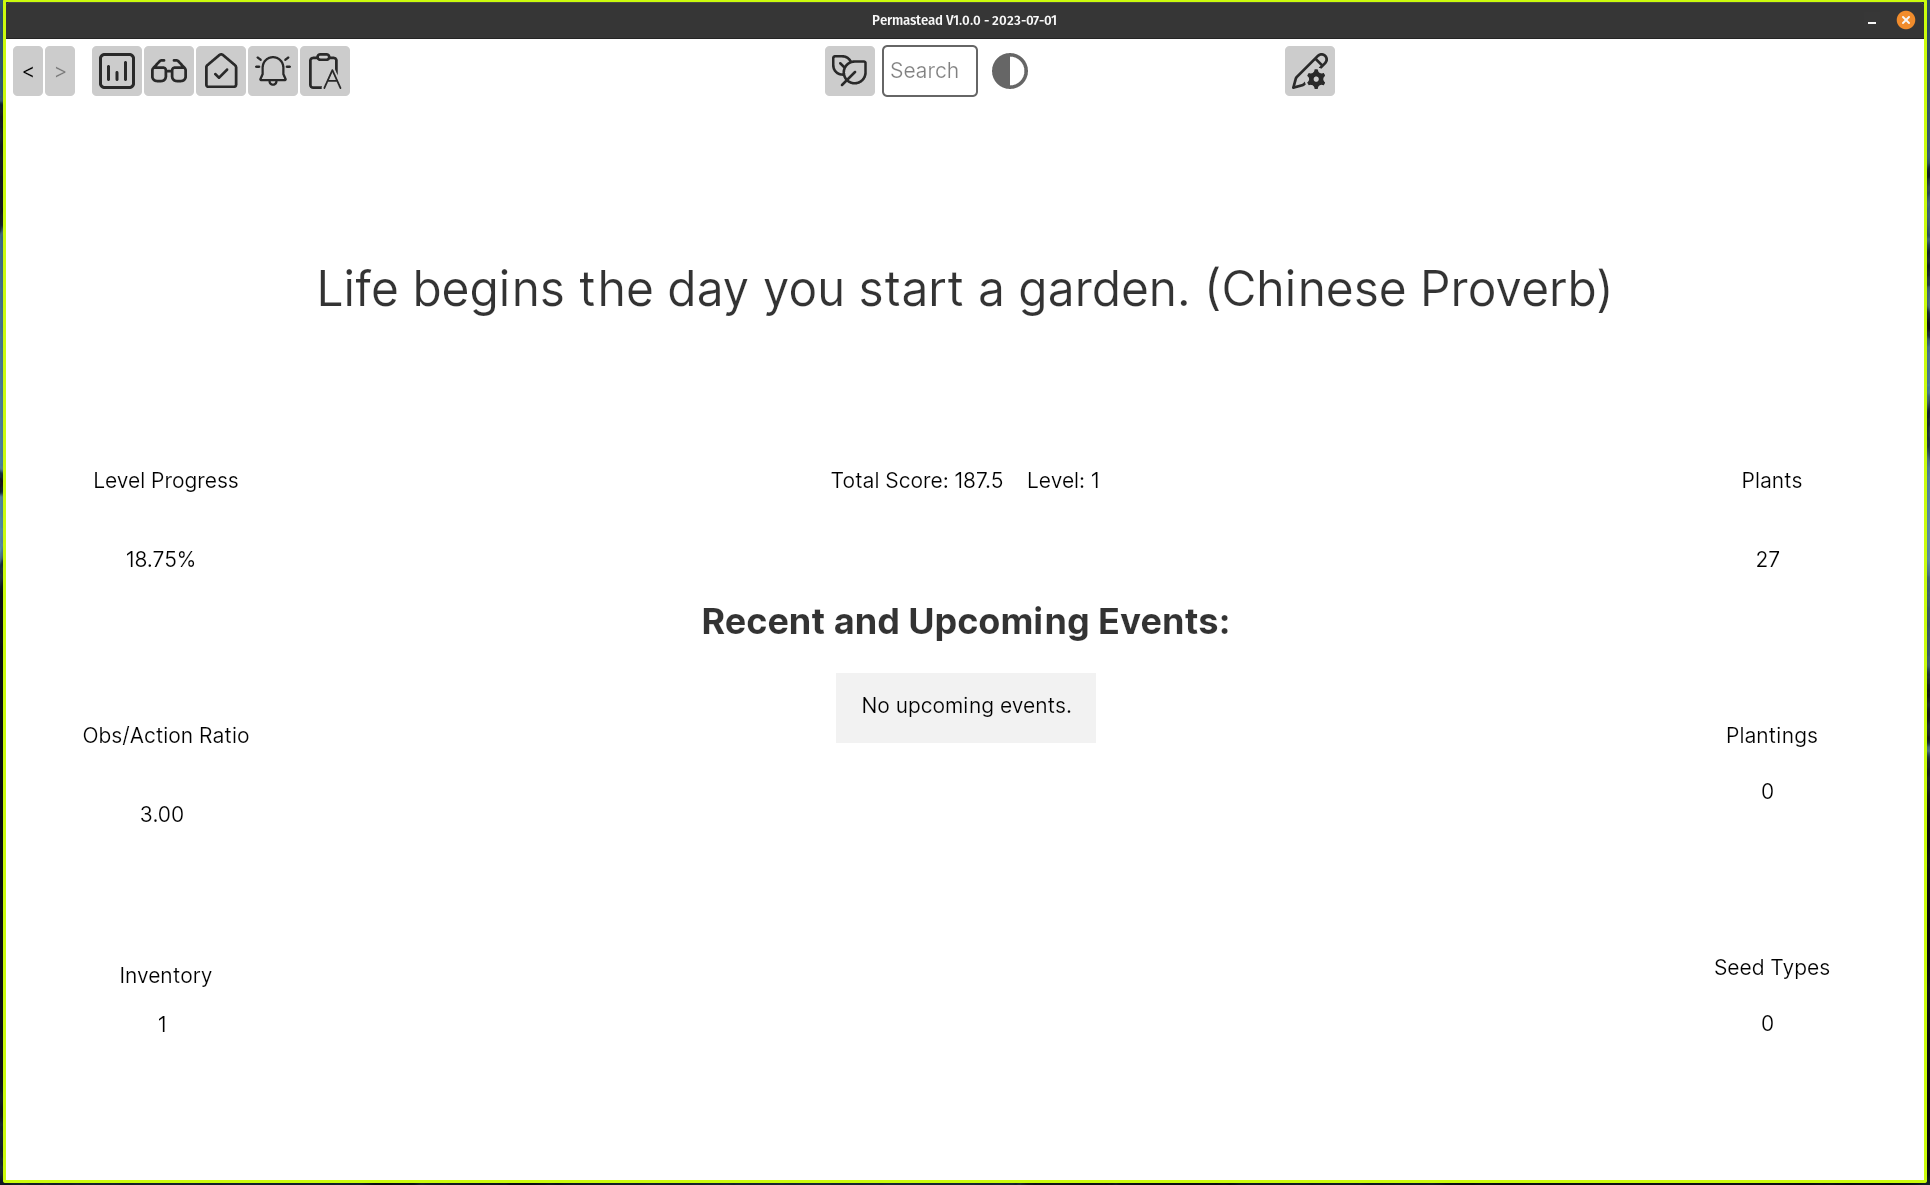 Permastead V1.0.0 - 2023-07-01
< >
Search
Life begins the day you start a garden. (Chinese Proverb)
Level Progress
18.75%
Total Score: 187.5 Level: 1
Plants
27
Recent and Upcoming Events:
No upcoming events.
Obs/Action Ratio
3.00
Plantings
0
Inventory
1
Seed Types
0